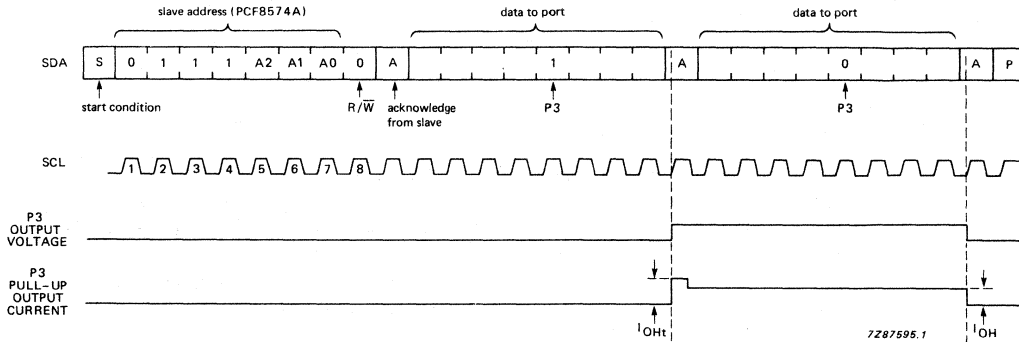 slave address (PCF8574A) data to port data to port
SDA S 0 1 1 1 A2 A1 A0 0 A 1 A 0 A P
start condition R/W̅ acknowledge from slave P3 P3
SCL 1 2 3 4 5 6 7 8
P3
OUTPUT
VOLTAGE
P3
PULL-UP
OUTPUT
CURRENT
IOHt 7Z87595.1 IOH